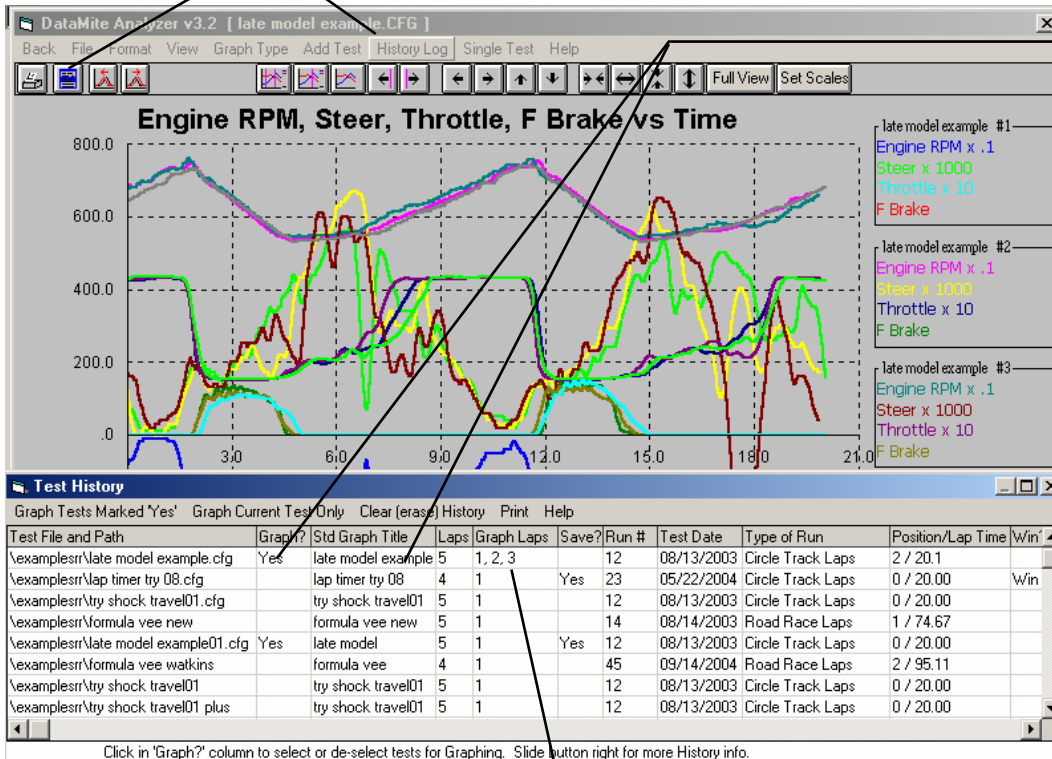 DataMite Analyzer v3.2 [ late model example.CFG ]
Back File Format View Graph Type Add Test History Log Single Test Help
Full View Set Scales
Engine RPM, Steer, Throttle, F Brake vs Time
800.0
600.0
400.0
200.0
.0
3.0 6.0 9.0 12.0 15.0 18.0 21.0
late model example #1
Engine RPM x .1
Steer x 1000
Throttle x 10
F Brake
late model example #2
Engine RPM x .1
Steer x 1000
Throttle x 10
F Brake
late model example #3
Engine RPM x .1
Steer x 1000
Throttle x 10
F Brake
Test History
Graph Tests Marked 'Yes' Graph Current Test Only Clear (erase) History Print Help
Test File and Path Graph? Std Graph Title Laps Graph Laps Save? Run # Test Date Type of Run Position/Lap Time Win?
\examplesrr\late model example.cfg Yes late model example 5 1, 2, 3 12 08/13/2003 Circle Track Laps 2 / 20.1
\examplesrr\lap timer try 08.cfg lap timer try 08 4 1 Yes 23 05/22/2004 Circle Track Laps 0 / 20.00 Win
\examplesrr\try shock travel01.cfg try shock travel01 5 1 12 08/13/2003 Circle Track Laps 0 / 20.00
\examplesrr\formula vee new formula vee new 5 1 14 08/14/2003 Road Race Laps 1 / 74.67
\examplesrr\late model example01.cfg Yes late model 5 1 Yes 12 08/13/2003 Circle Track Laps 0 / 20.00
\examplesrr\formula vee watkins formula vee 4 1 45 09/14/2004 Road Race Laps 2 / 95.11
\examplesrr\try shock travel01 try shock travel01 5 1 12 08/13/2003 Circle Track Laps 0 / 20.00
\examplesrr\try shock travel01 plus try shock travel01 5 1 12 08/13/2003 Circle Track Laps 0 / 20.00
Click in 'Graph?' column to select or de-select tests for Graphing. Slide button right for more History info.